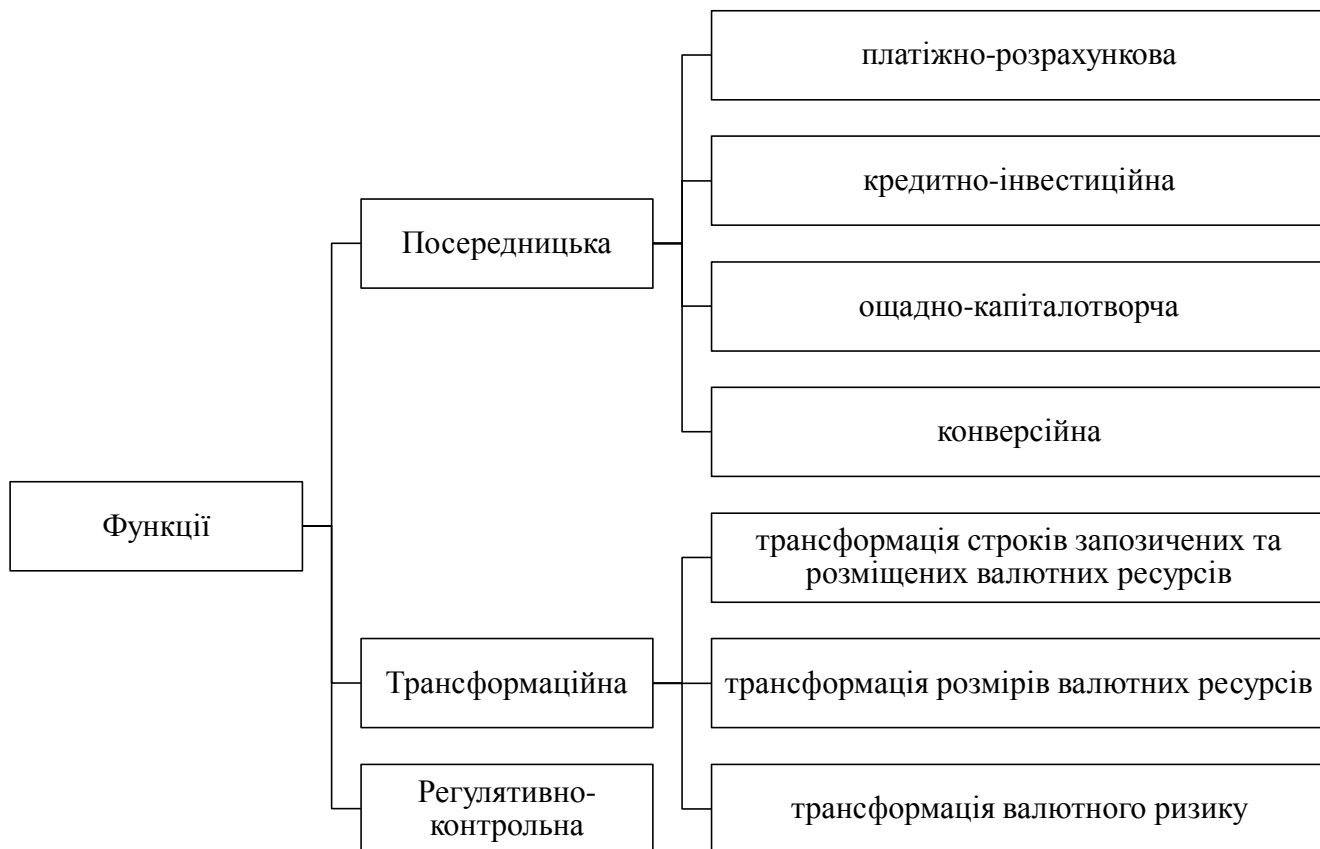 Функції
Посередницька
платіжно-розрахункова
кредитно-інвестиційна
ощадно-капіталотворча
конверсійна
Трансформаційна
трансформація строків запозичених та
розміщених валютних ресурсів
трансформація розмірів валютних ресурсів
трансформація валютного ризику
Регулятивно-
контрольна